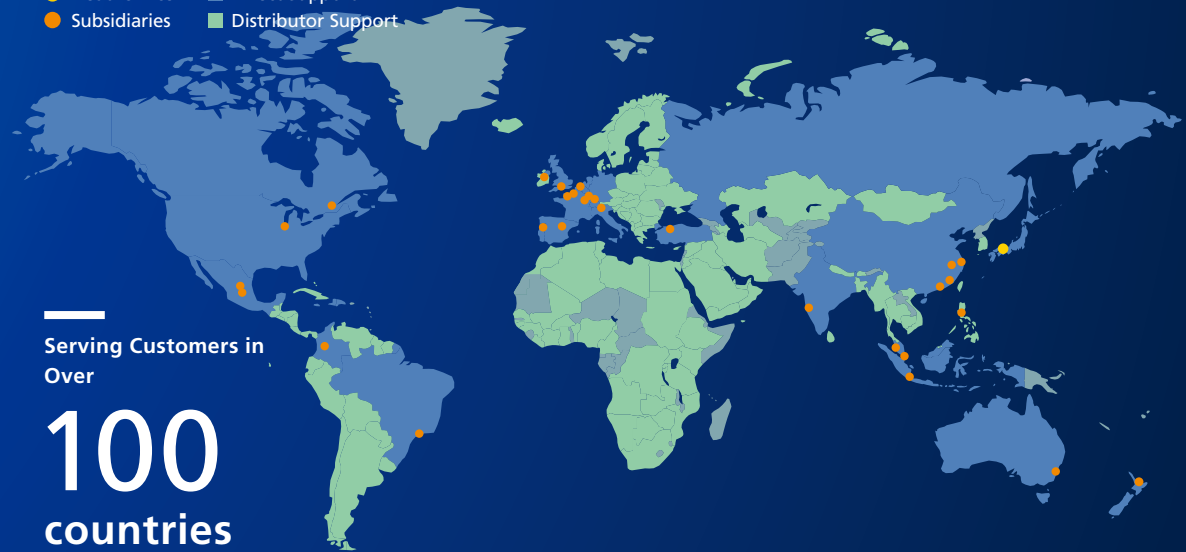 Subsidiaries
Distributor Support
Serving Customers in
Over
100
countries